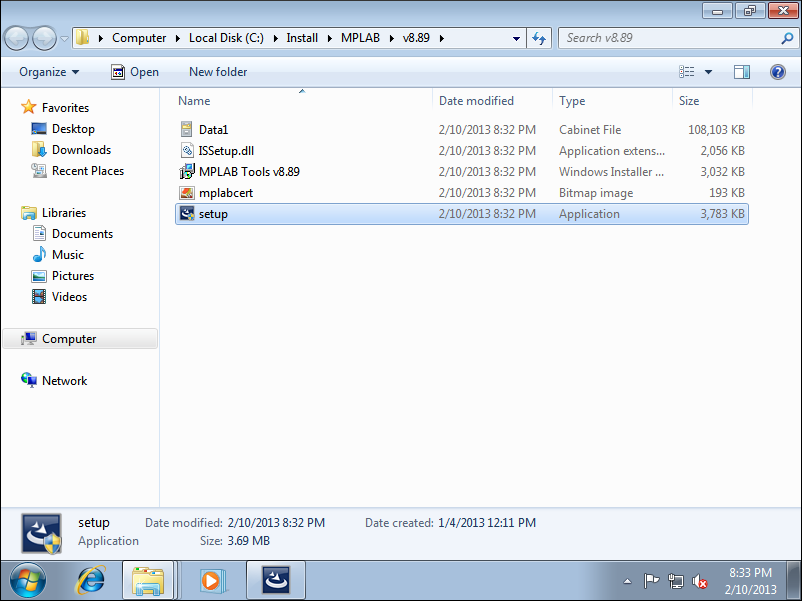 Computer Local Disk (C:) Install MPLAB v8.89 Search v8.89
Organize Open New folder
Favorites
Desktop
Downloads
Recent Places
Libraries
Documents
Music
Pictures
Videos
Computer
Network
Name Date modified Type Size
Data1 2/10/2013 8:32 PM Cabinet File 108,103 KB
ISSetup.dll 2/10/2013 8:32 PM Application extens... 2,056 KB
MPLAB Tools v8.89 2/10/2013 8:32 PM Windows Installer ... 3,032 KB
mplabcert 2/10/2013 8:32 PM Bitmap image 193 KB
setup 2/10/2013 8:32 PM Application 3,783 KB
setup Date modified: 2/10/2013 8:32 PM Date created: 1/4/2013 12:11 PM
Application Size: 3.69 MB
8:33 PM
2/10/2013